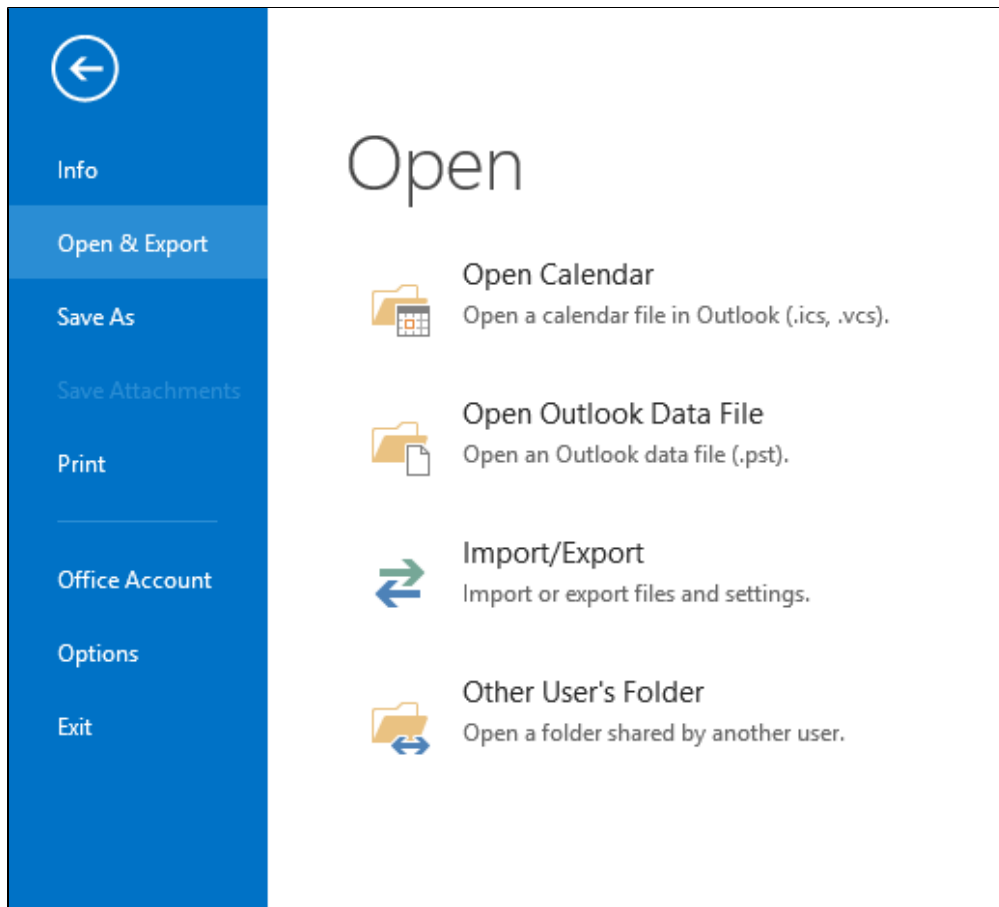 Info
Open & Export
Save As
Save Attachments
Print
Office Account
Options
Exit
Open
Open Calendar
Open a calendar file in Outlook (.ics, .vcs).
Open Outlook Data File
Open an Outlook data file (.pst).
Import/Export
Import or export files and settings.
Other User's Folder
Open a folder shared by another user.